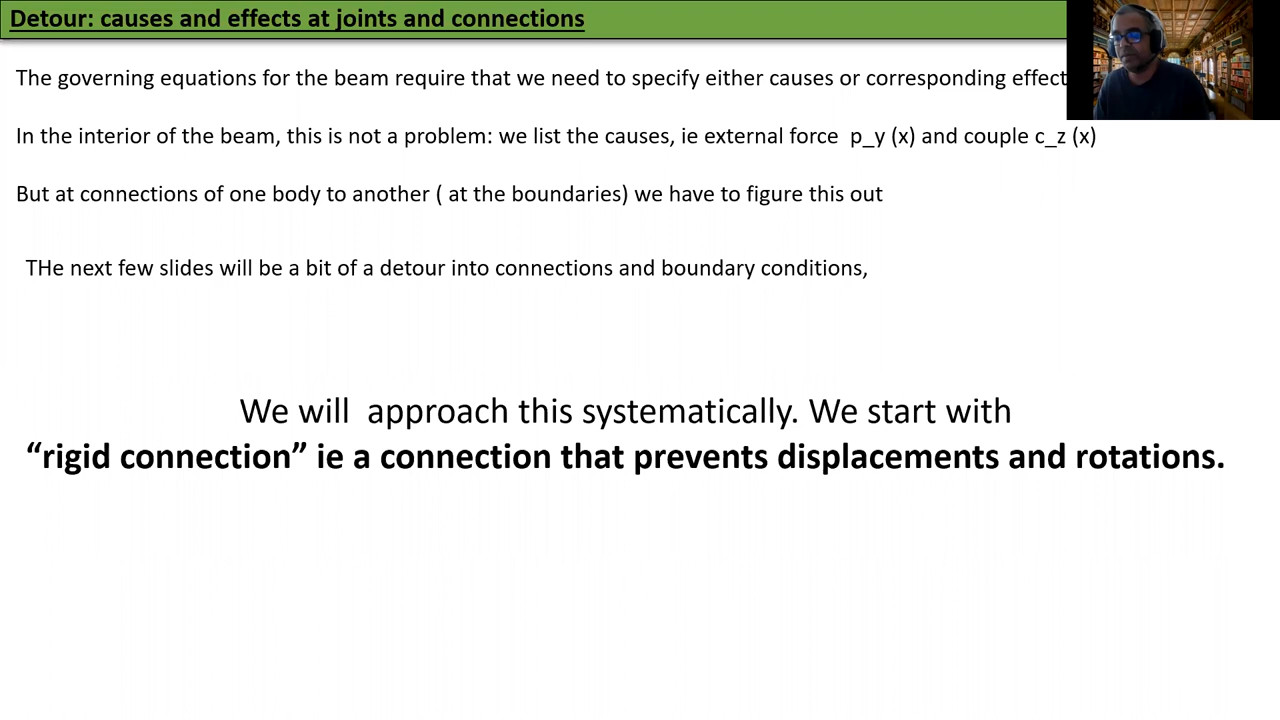 Detour: causes and effects at joints and connections
The governing equations for the beam require that we need to specify either causes or corresponding effect
In the interior of the beam, this is not a problem: we list the causes, ie external force p_y (x) and couple c_z (x)
But at connections of one body to another ( at the boundaries) we have to figure this out
THe next few slides will be a bit of a detour into connections and boundary conditions,
We will approach this systematically. We start with
“rigid connection” ie a connection that prevents displacements and rotations.